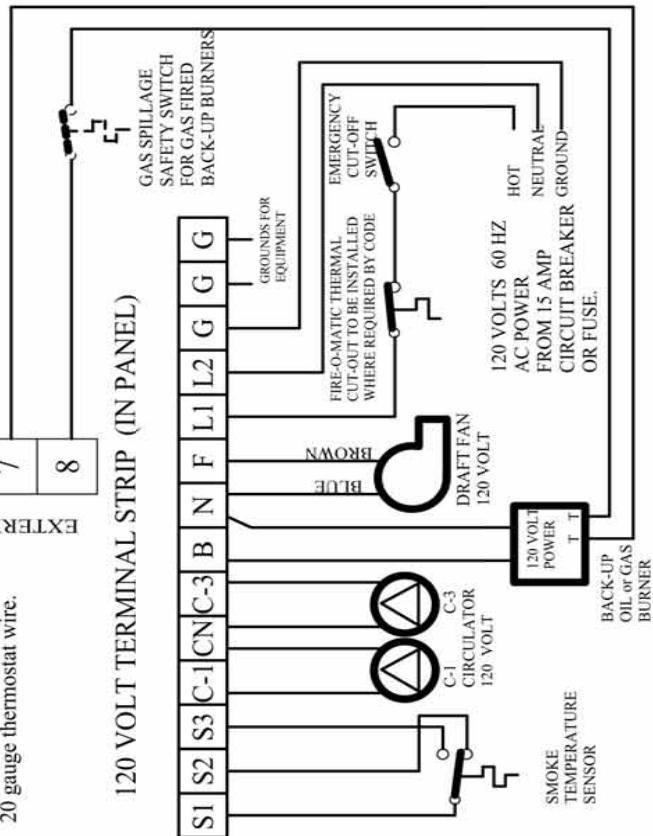 20 gauge thermostat wire.
7
8
120 VOLT TERMINAL STRIP (IN PANEL)
GAS SPILLAGE
SAFETY SWITCH
FOR GAS FIRED
BACK-UP BURNERS
S1 S2 S3 C-1 CN C-3 B N F L1 L2 G G G
GROUNDS FOR
EQUIPMENT
EMERGENCY
CUT-OFF
SWITCH
FIRE-O-MATIC THERMAL
CUT-OUT TO BE INSTALLED
WHERE REQUIRED BY CODE
BLUE
BROWN
DRAFT FAN
120 VOLT
HOT
NEUTRAL
GROUND
120 VOLTS 60 HZ
AC POWER
FROM 15 AMP
CIRCUIT BREAKER
OR FUSE.
C-1 C-3
CIRCULATOR
120 VOLT
SMOKE
TEMPERATURE
SENSOR
120 VOLT
POWER
T T
BACK-UP
OIL or GAS
BURNER